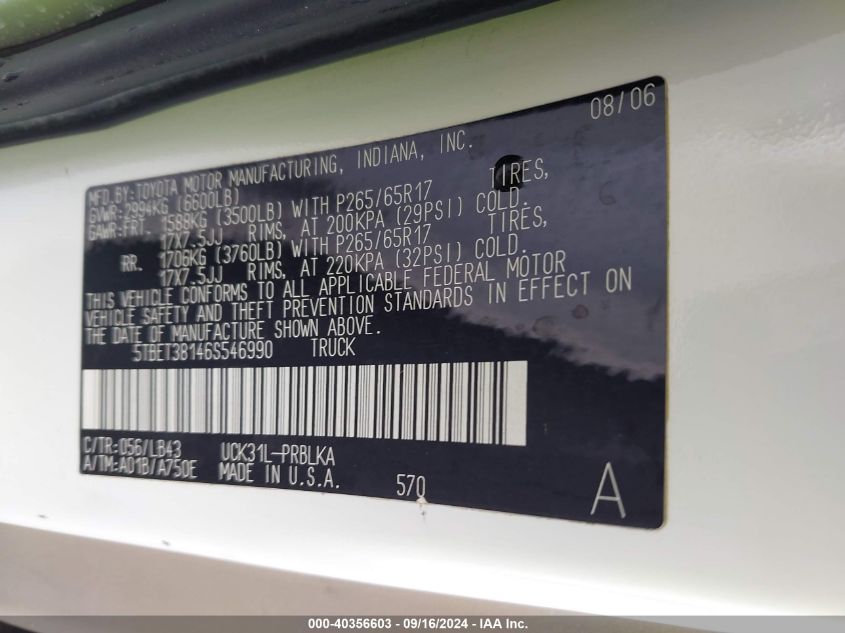 08/06
MFD.BY:TOYOTA MOTOR MANUFACTURING, INDIANA, INC.
GVWR:2994KG (6600LB)
GAWR:FRT. 1588KG (3500LB) WITH P265/65R17 TIRES,
17X7.5JJ RIMS, AT 200KPA (29PSI) COLD.
RR. 1706KG (3760LB) WITH P265/65R17 TIRES,
17X7.5JJ RIMS, AT 220KPA (32PSI) COLD.
THIS VEHICLE CONFORMS TO ALL APPLICABLE FEDERAL MOTOR
VEHICLE SAFETY AND THEFT PREVENTION STANDARDS IN EFFECT ON
THE DATE OF MANUFACTURE SHOWN ABOVE.
5TBET38146S546990 TRUCK
C/TR:056/LB43 UCK31L-PRBLKA
A/TM:A01B/A750E MADE IN U.S.A.
570
A
000-40356603 - 09/16/2024 - IAA Inc.